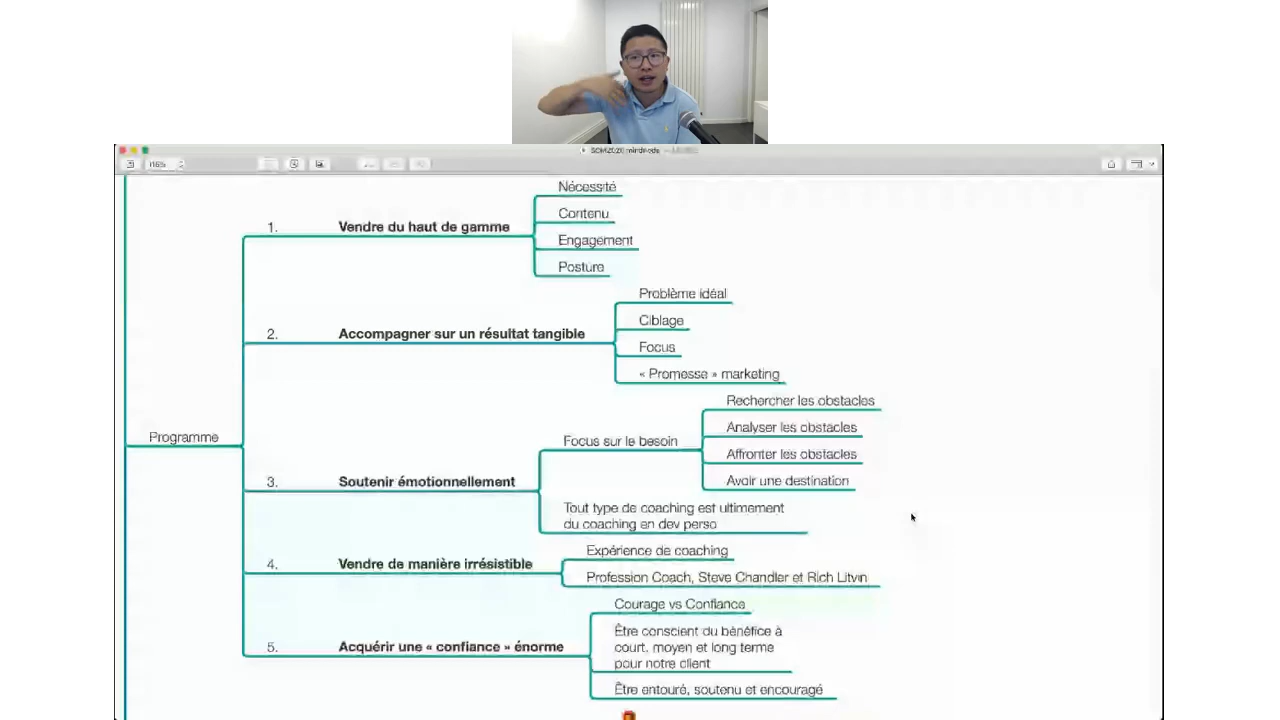 SCM2020.mindnode
116%
Nécessité
1. Vendre du haut de gamme
Contenu
Engagement
Posture
Problème idéal
2. Accompagner sur un résultat tangible
Ciblage
Focus
« Promesse » marketing
Rechercher les obstacles
Analyser les obstacles
Programme
Focus sur le besoin
Affronter les obstacles
3. Soutenir émotionnellement
Avoir une destination
Tout type de coaching est ultimement
du coaching en dev perso
Expérience de coaching
4. Vendre de manière irrésistible
Profession Coach, Steve Chandler et Rich Litvin
Courage vs Confiance
Être conscient du bénéfice à
5. Acquérir une « confiance » énorme
court, moyen et long terme
pour notre client
Être entouré, soutenu et encouragé